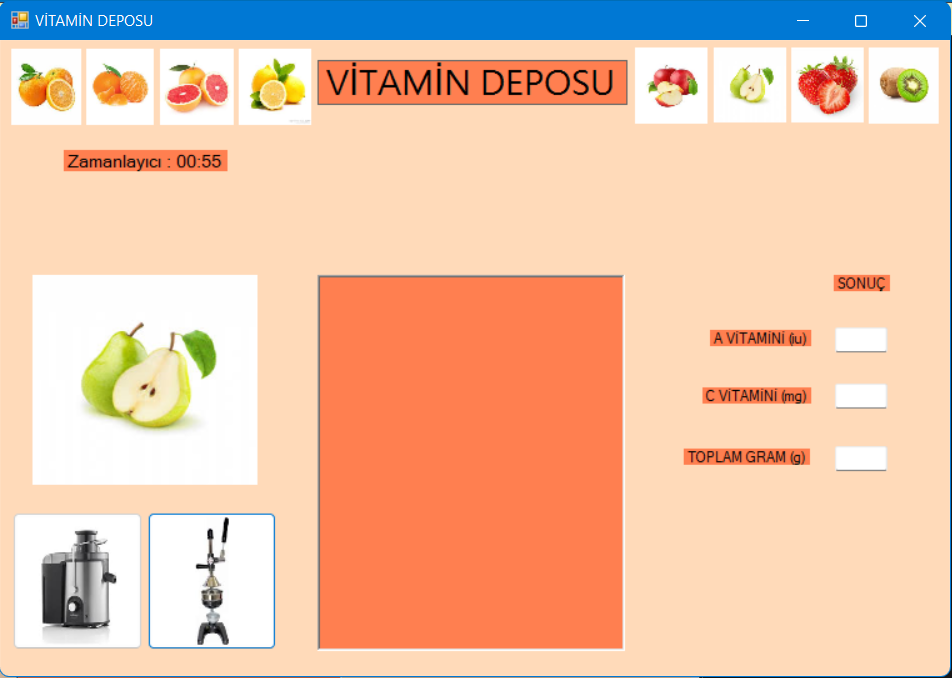 VİTAMİN DEPOSU
VİTAMİN DEPOSU
Zamanlayıcı : 00:55
SONUÇ
A VİTAMİNİ (iu)
C VİTAMİNİ (mg)
TOPLAM GRAM (g)